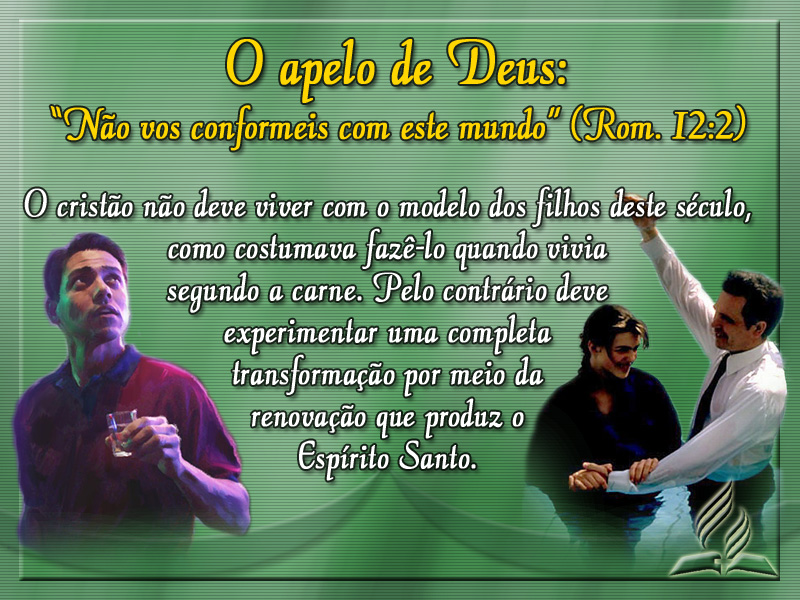 O apelo de Deus:
“Não vos conformeis com este mundo” (Rom. 12:2)
O cristão não deve viver com o modelo dos filhos deste século,
como costumava fazê-lo quando vivia
segundo a carne. Pelo contrário deve
experimentar uma completa
transformação por meio da
renovação que produz o
Espírito Santo.